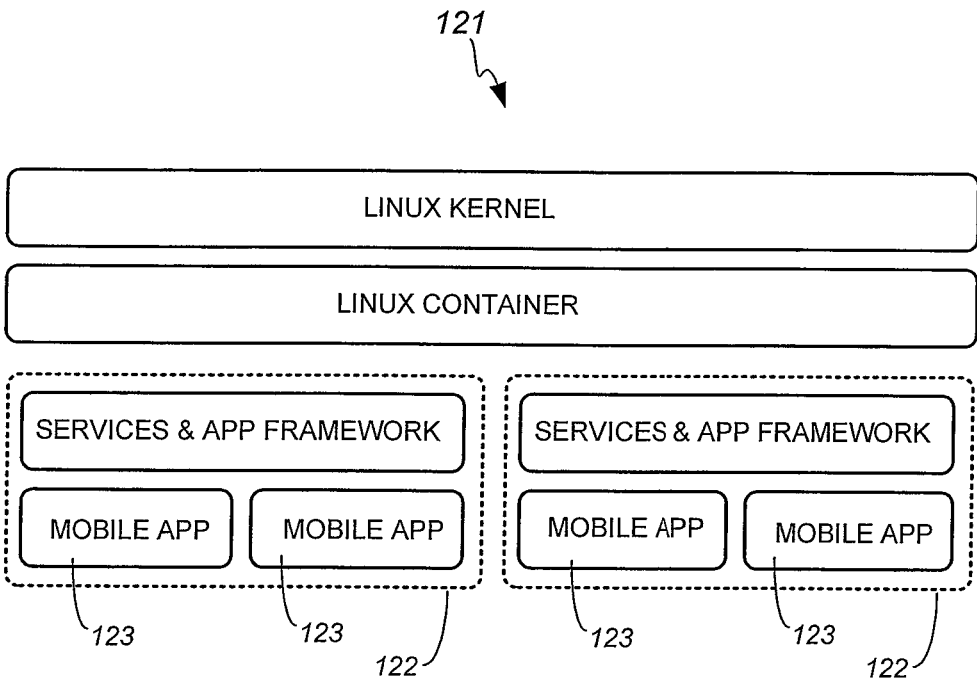 121
LINUX KERNEL
LINUX CONTAINER
SERVICES & APP FRAMEWORK
SERVICES & APP FRAMEWORK
MOBILE APP
MOBILE APP
MOBILE APP
MOBILE APP
123
123
122
123
123
122